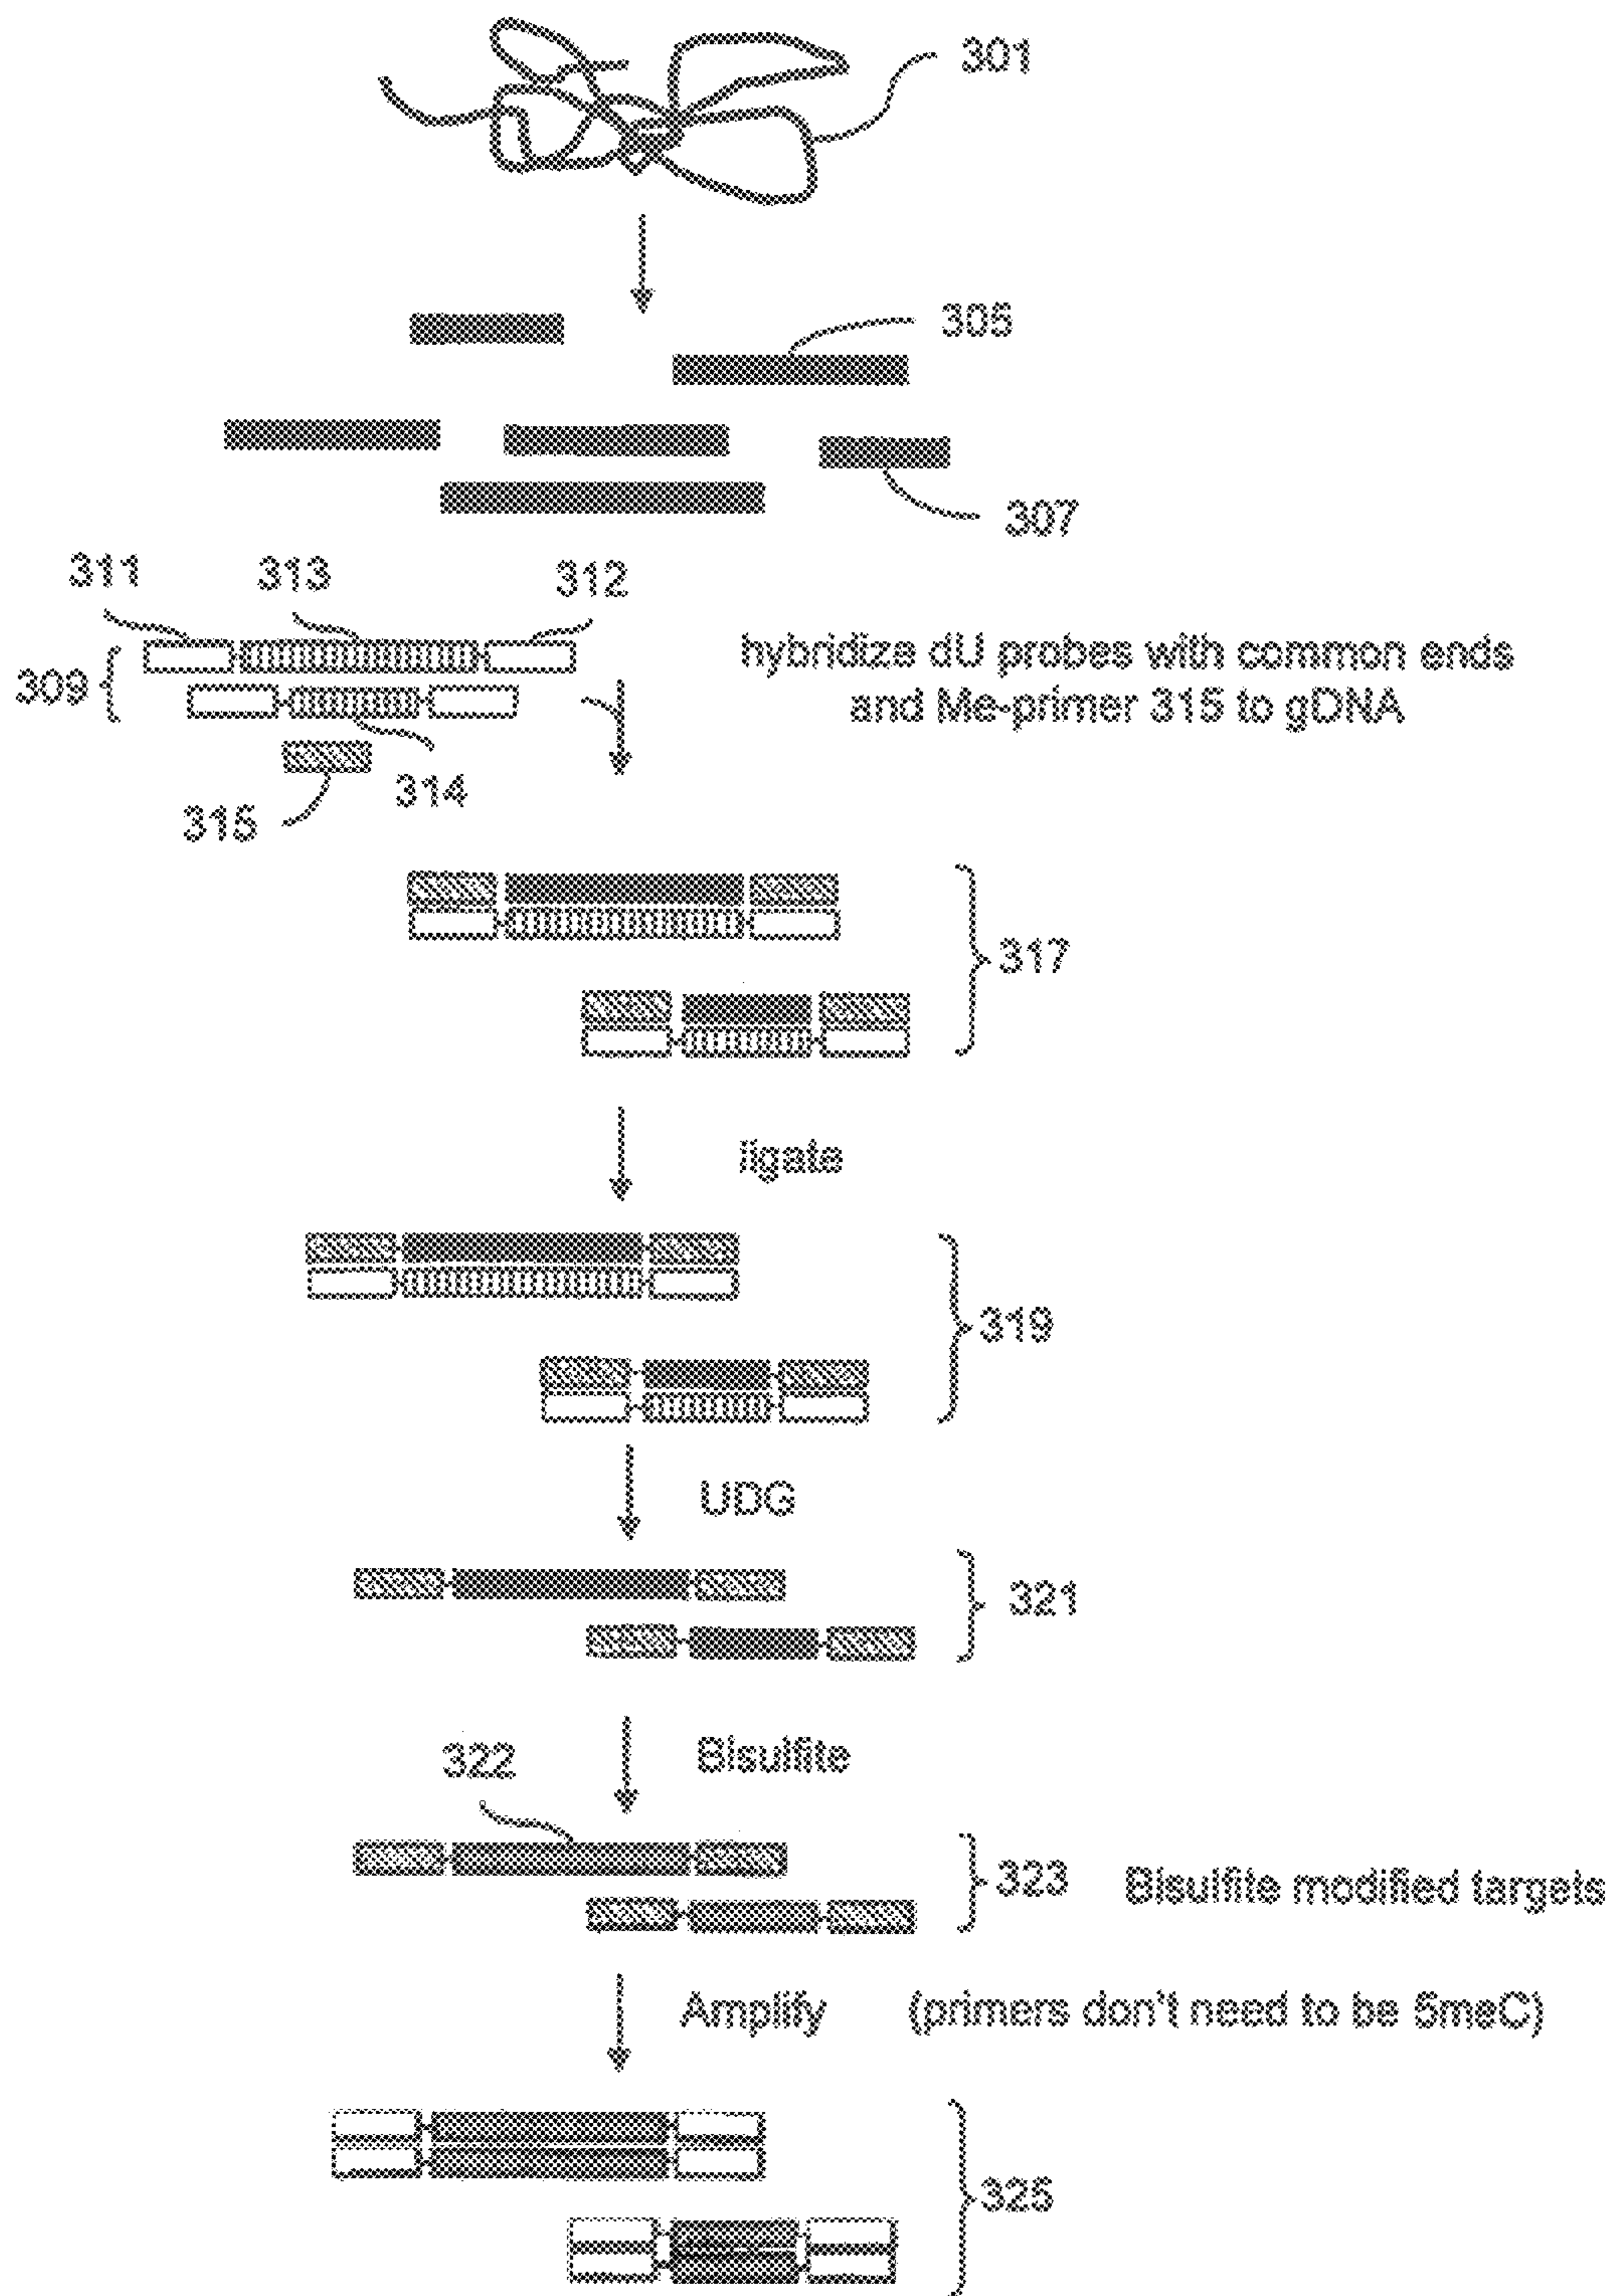 301
305
307
311 313 312
309
hybridize dU probes with common ends
and Me-primer 315 to gDNA
314
315
317
ligate
319
UDG
321
322
Bisulfite
323
Bisulfite modified targets
Amplify (primers don't need to be 5meC)
325